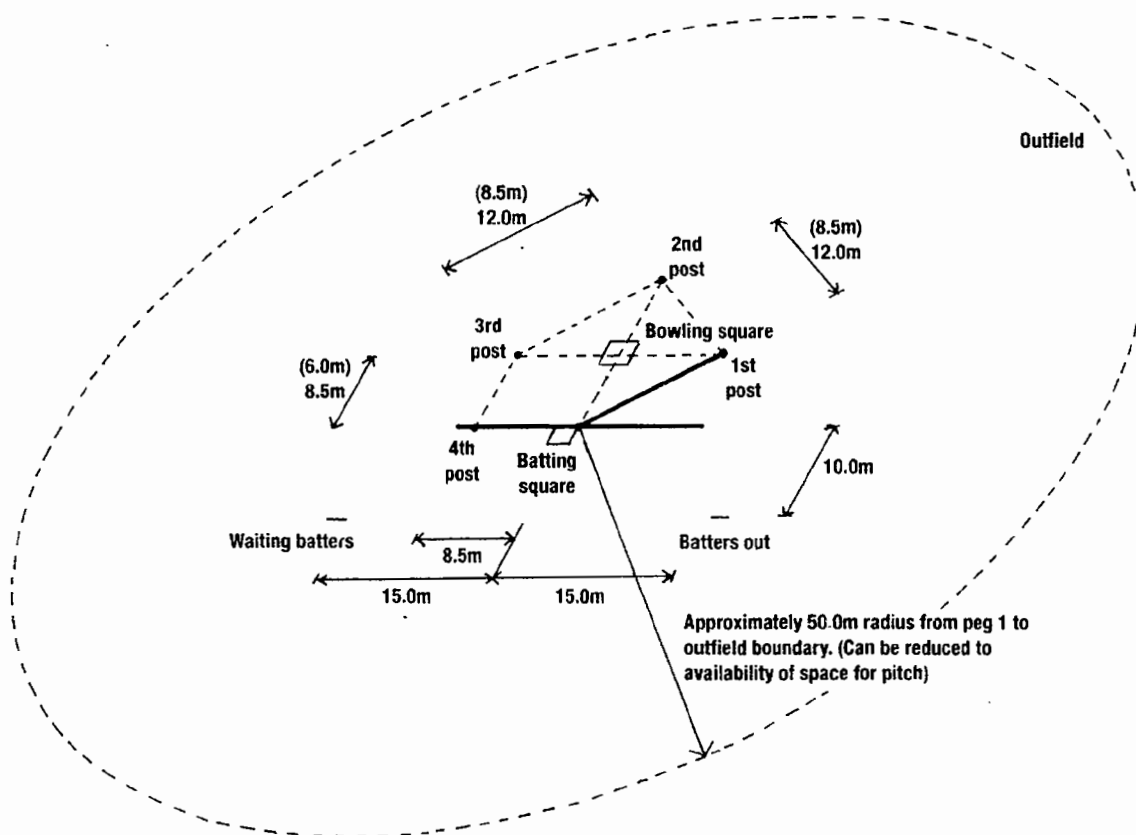 Outfield
(8.5m)
12.0m
(8.5m)
12.0m
2nd
post
3rd
post
Bowling square
1st
post
(6.0m)
8.5m
4th
post
Batting
square
10.0m
Waiting batters
8.5m
Batters out
15.0m
15.0m
Approximately 50.0m radius from peg 1 to
outfield boundary. (Can be reduced to
availability of space for pitch)